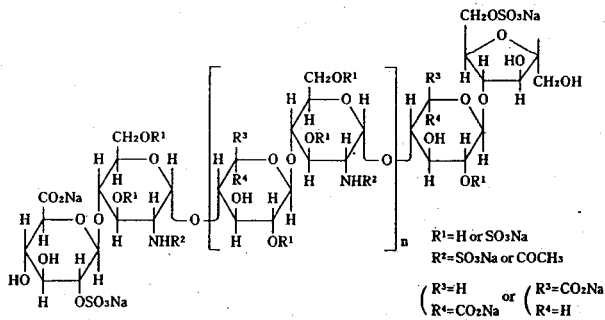 CH₂OSO₃Na
O
H
H
HO
CH₂OH
H
O
CH₂OR¹
R³
H
O
H
H
R⁴
OR¹
H
OH
H
NHR²
O
H
OR¹
CH₂OR¹
R³
H
O
H
R⁴
OR¹
H
OH
H
NHR²
O
H
OR¹
n
CO₂Na
O
H
OH
HO
H
OSO₃Na
R¹=H or SO₃Na
R²=SO₃Na or COCH₃
R³=H
R⁴=CO₂Na
or
R³=CO₂Na
R⁴=H